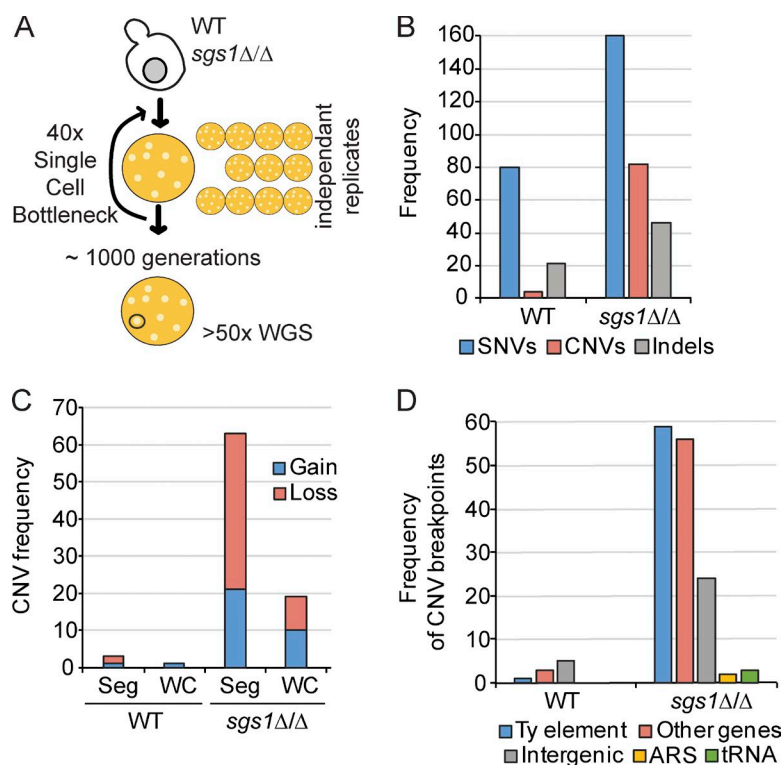 A
WT
sgs1Δ/Δ
40x
Single
Cell
Bottleneck
independant
replicates
~ 1000 generations
>50x WGS
B
Frequency
160
140
120
100
80
60
40
20
0
WT
sgs1Δ/Δ
SNVs CNVs Indels
C
CNV frequency
70
60
50
40
30
20
10
0
Gain
Loss
Seg WC Seg WC
WT sgs1Δ/Δ
D
Frequency
of CNV breakpoints
60
50
40
30
20
10
0
WT
sgs1Δ/Δ
Ty element Other genes
Intergenic ARS tRNA